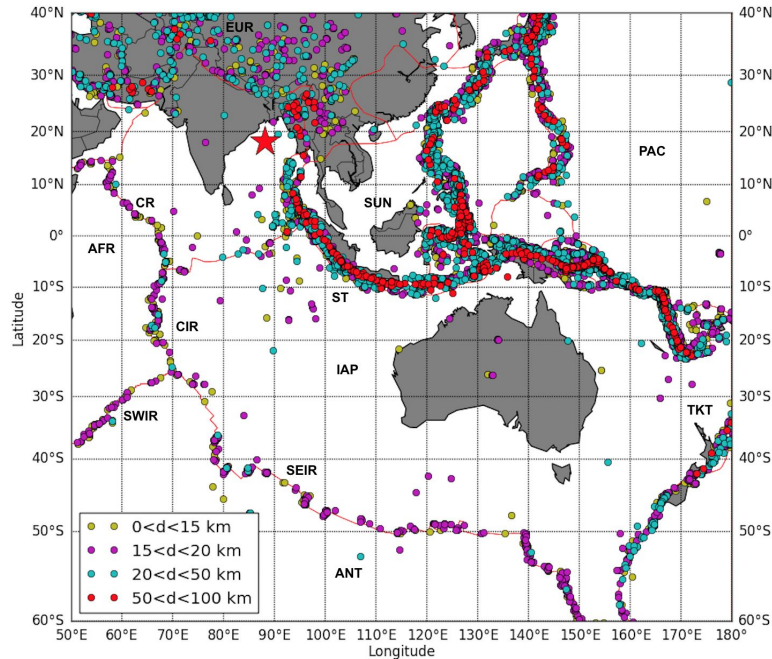 40°N
40°N
EUR
30°N
30°N
20°N
20°N
PAC
10°N
10°N
CR
SUN
0°
0°
AFR
ST
10°S
10°S
CIR
20°S
20°S
IAP
30°S
30°S
SWIR
TKT
SEIR
40°S
40°S
0<d<15 km
15<d<20 km
20<d<50 km
50<d<100 km
50°S
50°S
ANT
60°S
60°S
50°E 60°E 70°E 80°E 90°E 100°E 110°E 120°E 130°E 140°E 150°E 160°E 170°E 180°
Longitude
Latitude